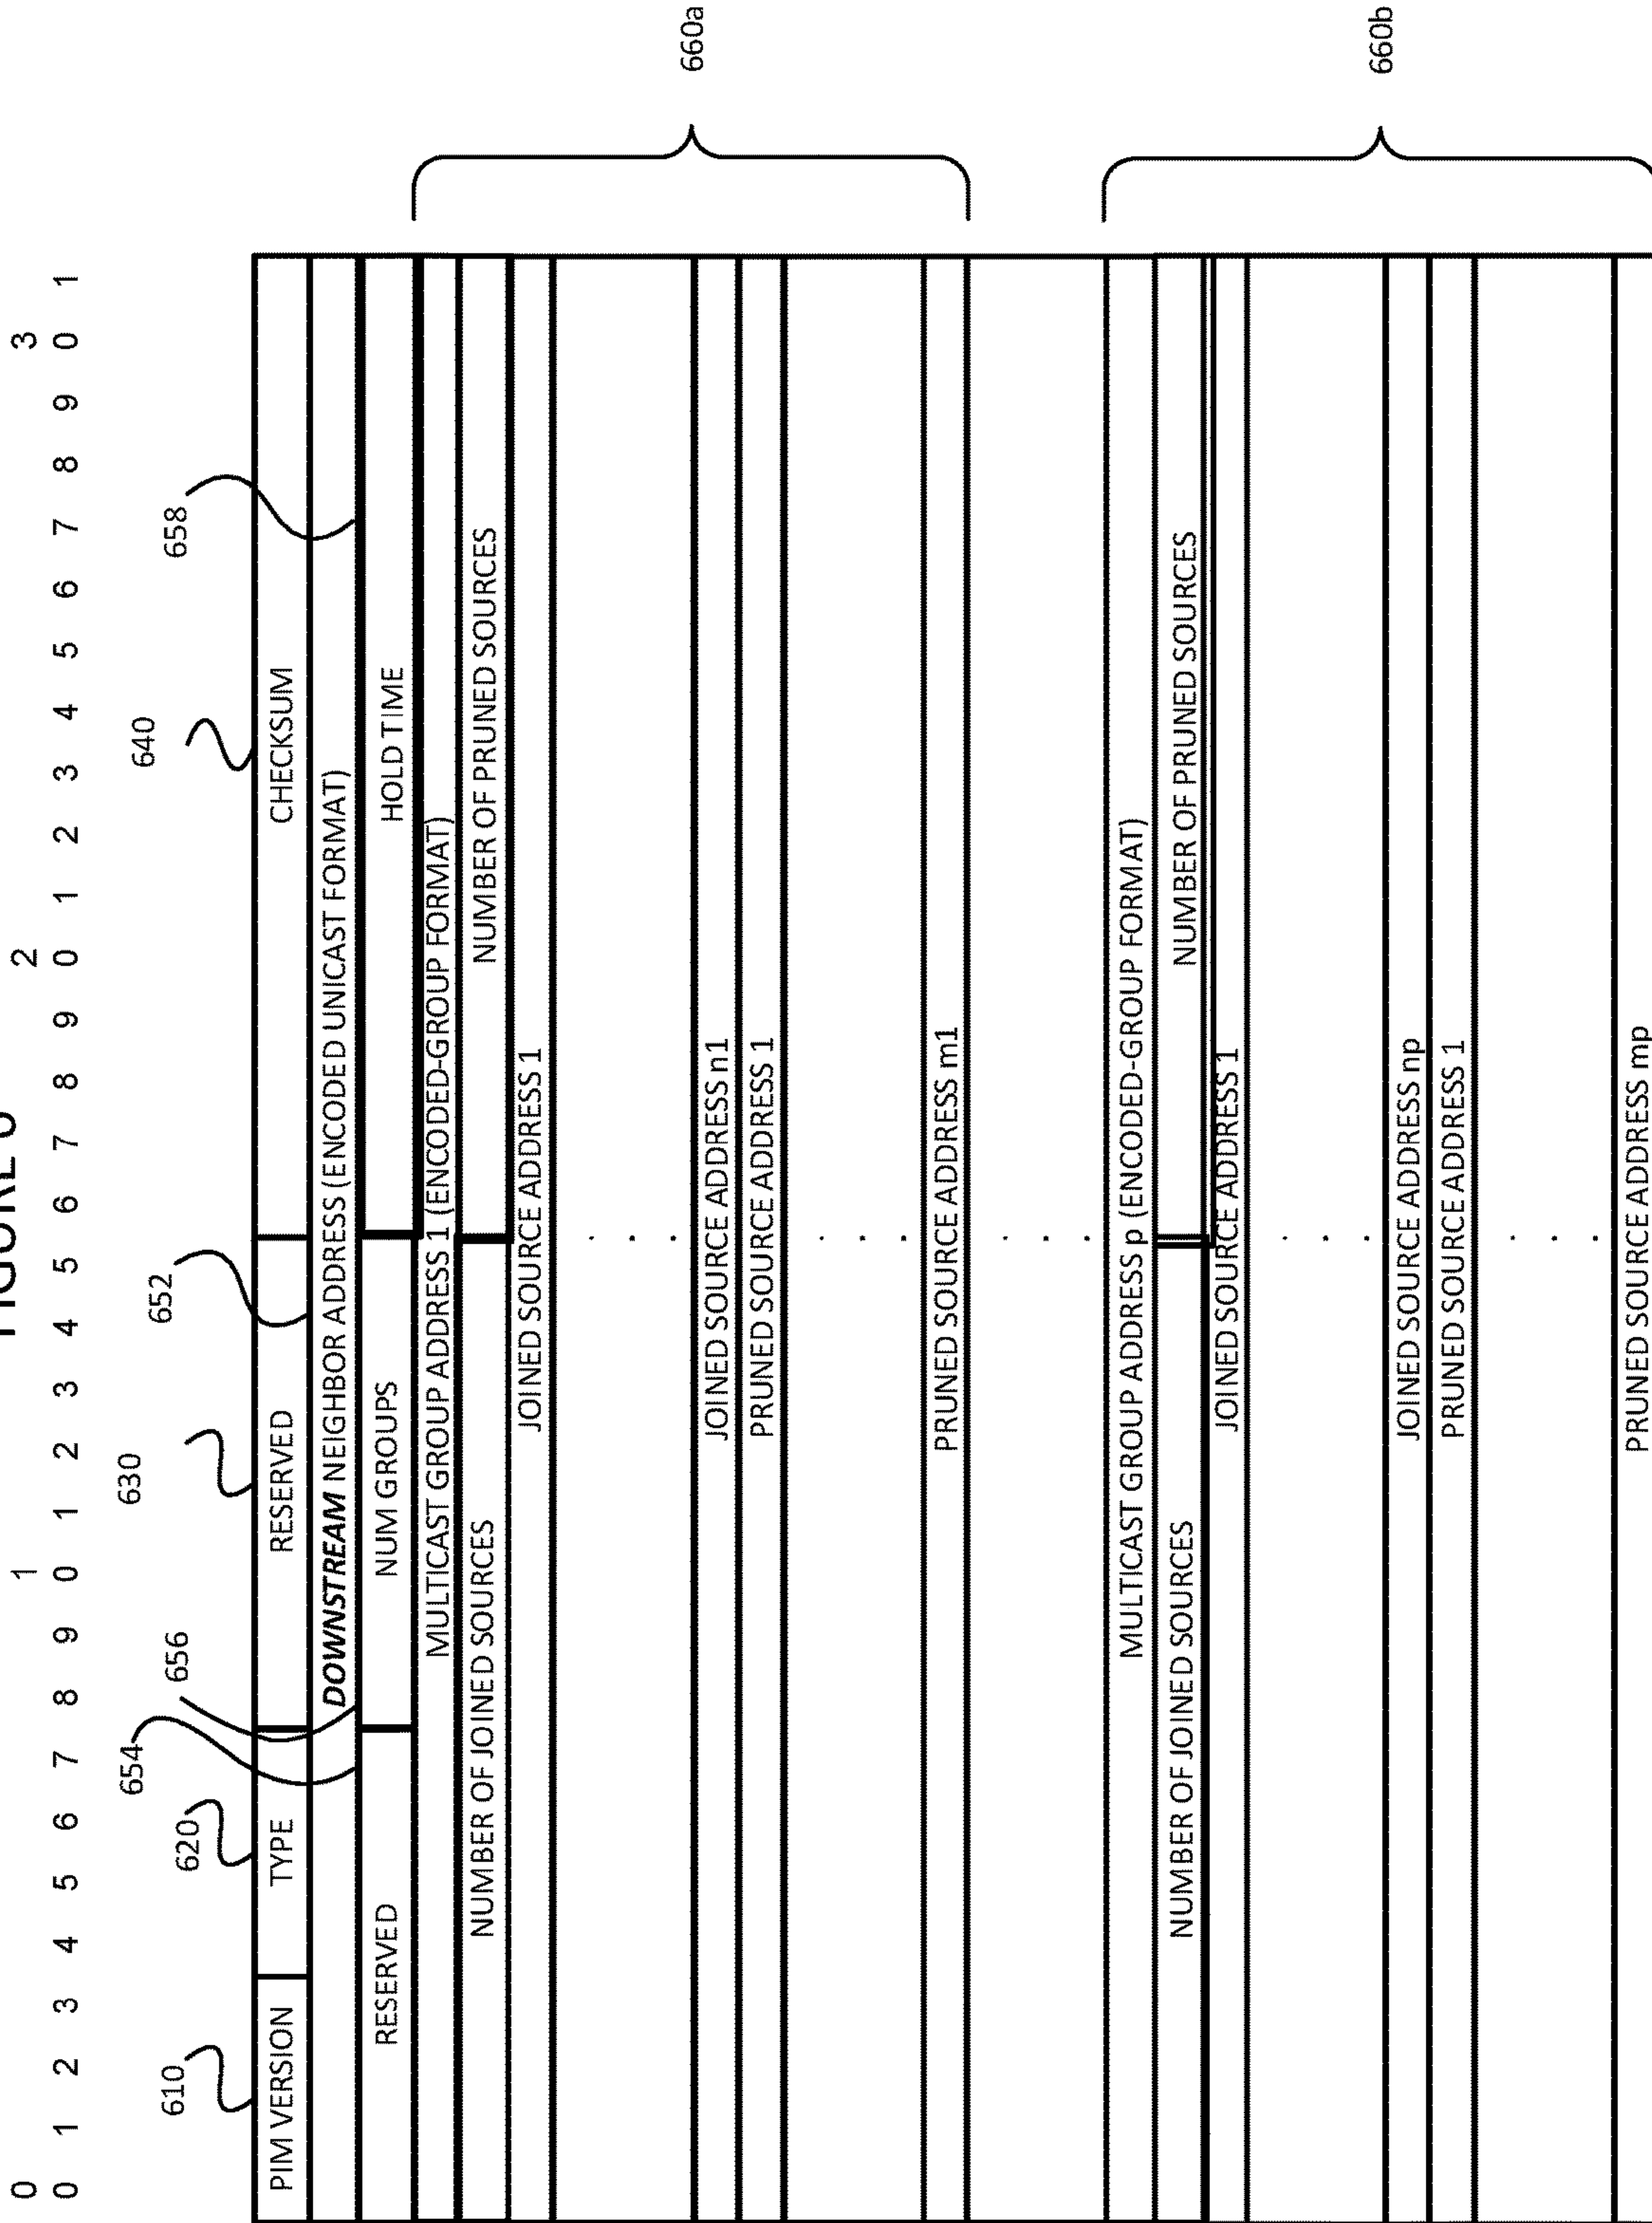 FIGURE
0 1 2 3
0 1 2 3 4 5 6 7 8 9 0 1 2 3 4 5 6 7 8 9 0 1 2 3 4 5 6 7 8 9 0 1
610 620 654 656 630 652 640 658
PIM VERSION TYPE RESERVED CHECKSUM
DOWNSTREAM NEIGHBOR ADDRESS (ENCODED UNICAST FORMAT)
RESERVED NUM GROUPS HOLD TIME
MULTICAST GROUP ADDRESS 1 (ENCODED-GROUP FORMAT)
NUMBER OF JOINED SOURCES NUMBER OF PRUNED SOURCES
JOINED SOURCE ADDRESS 1
. . .
JOINED SOURCE ADDRESS n1
660a
PRUNED SOURCE ADDRESS 1
. . .
PRUNED SOURCE ADDRESS m1
. . .
MULTICAST GROUP ADDRESS p (ENCODED-GROUP FORMAT)
NUMBER OF JOINED SOURCES NUMBER OF PRUNED SOURCES
JOINED SOURCE ADDRESS 1
. . .
JOINED SOURCE ADDRESS np
660b
PRUNED SOURCE ADDRESS 1
. . .
PRUNED SOURCE ADDRESS mp